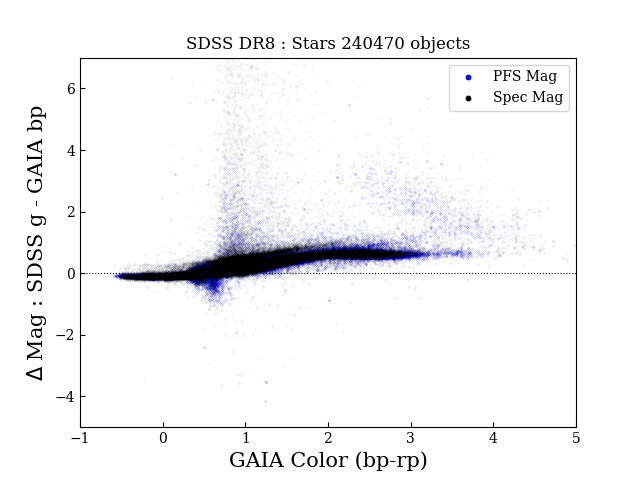 SDSS DR8 : Stars 240470 objects
PFS Mag
Spec Mag
6
4
2
0
−2
−4
Δ Mag : SDSS g - GAIA bp
−1 0 1 2 3 4 5
GAIA Color (bp-rp)